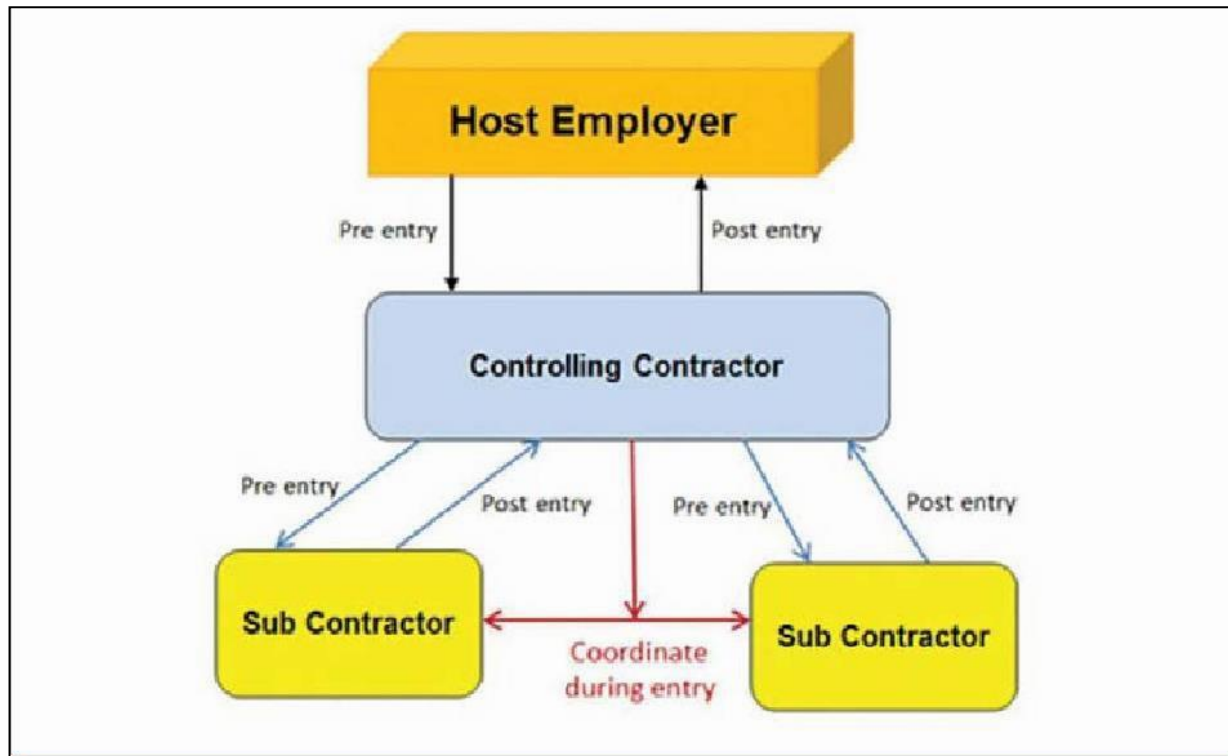 Host Employer
Pre entry
Post entry
Controlling Contractor
Pre entry
Post entry
Pre entry
Post entry
Sub Contractor
Coordinate
during entry
Sub Contractor